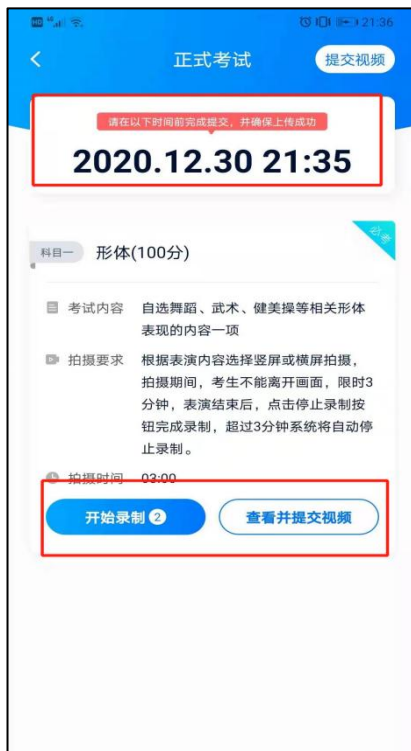 HD 21:36
正式考试
提交视频
请在以下时间前完成提交，并确保上传成功
2020.12.30 21:35
必考
科目一 形体(100分)
考试内容 自选舞蹈、武术、健美操等相关形体
表现的内容一项
拍摄要求 根据表演内容选择竖屏或横屏拍摄，
拍摄期间，考生不能离开画面，限时3
分钟，表演结束后，点击停止录制按
钮完成录制，超过3分钟系统将自动停
止录制。
拍摄时间 03:00
开始录制 2
查看并提交视频